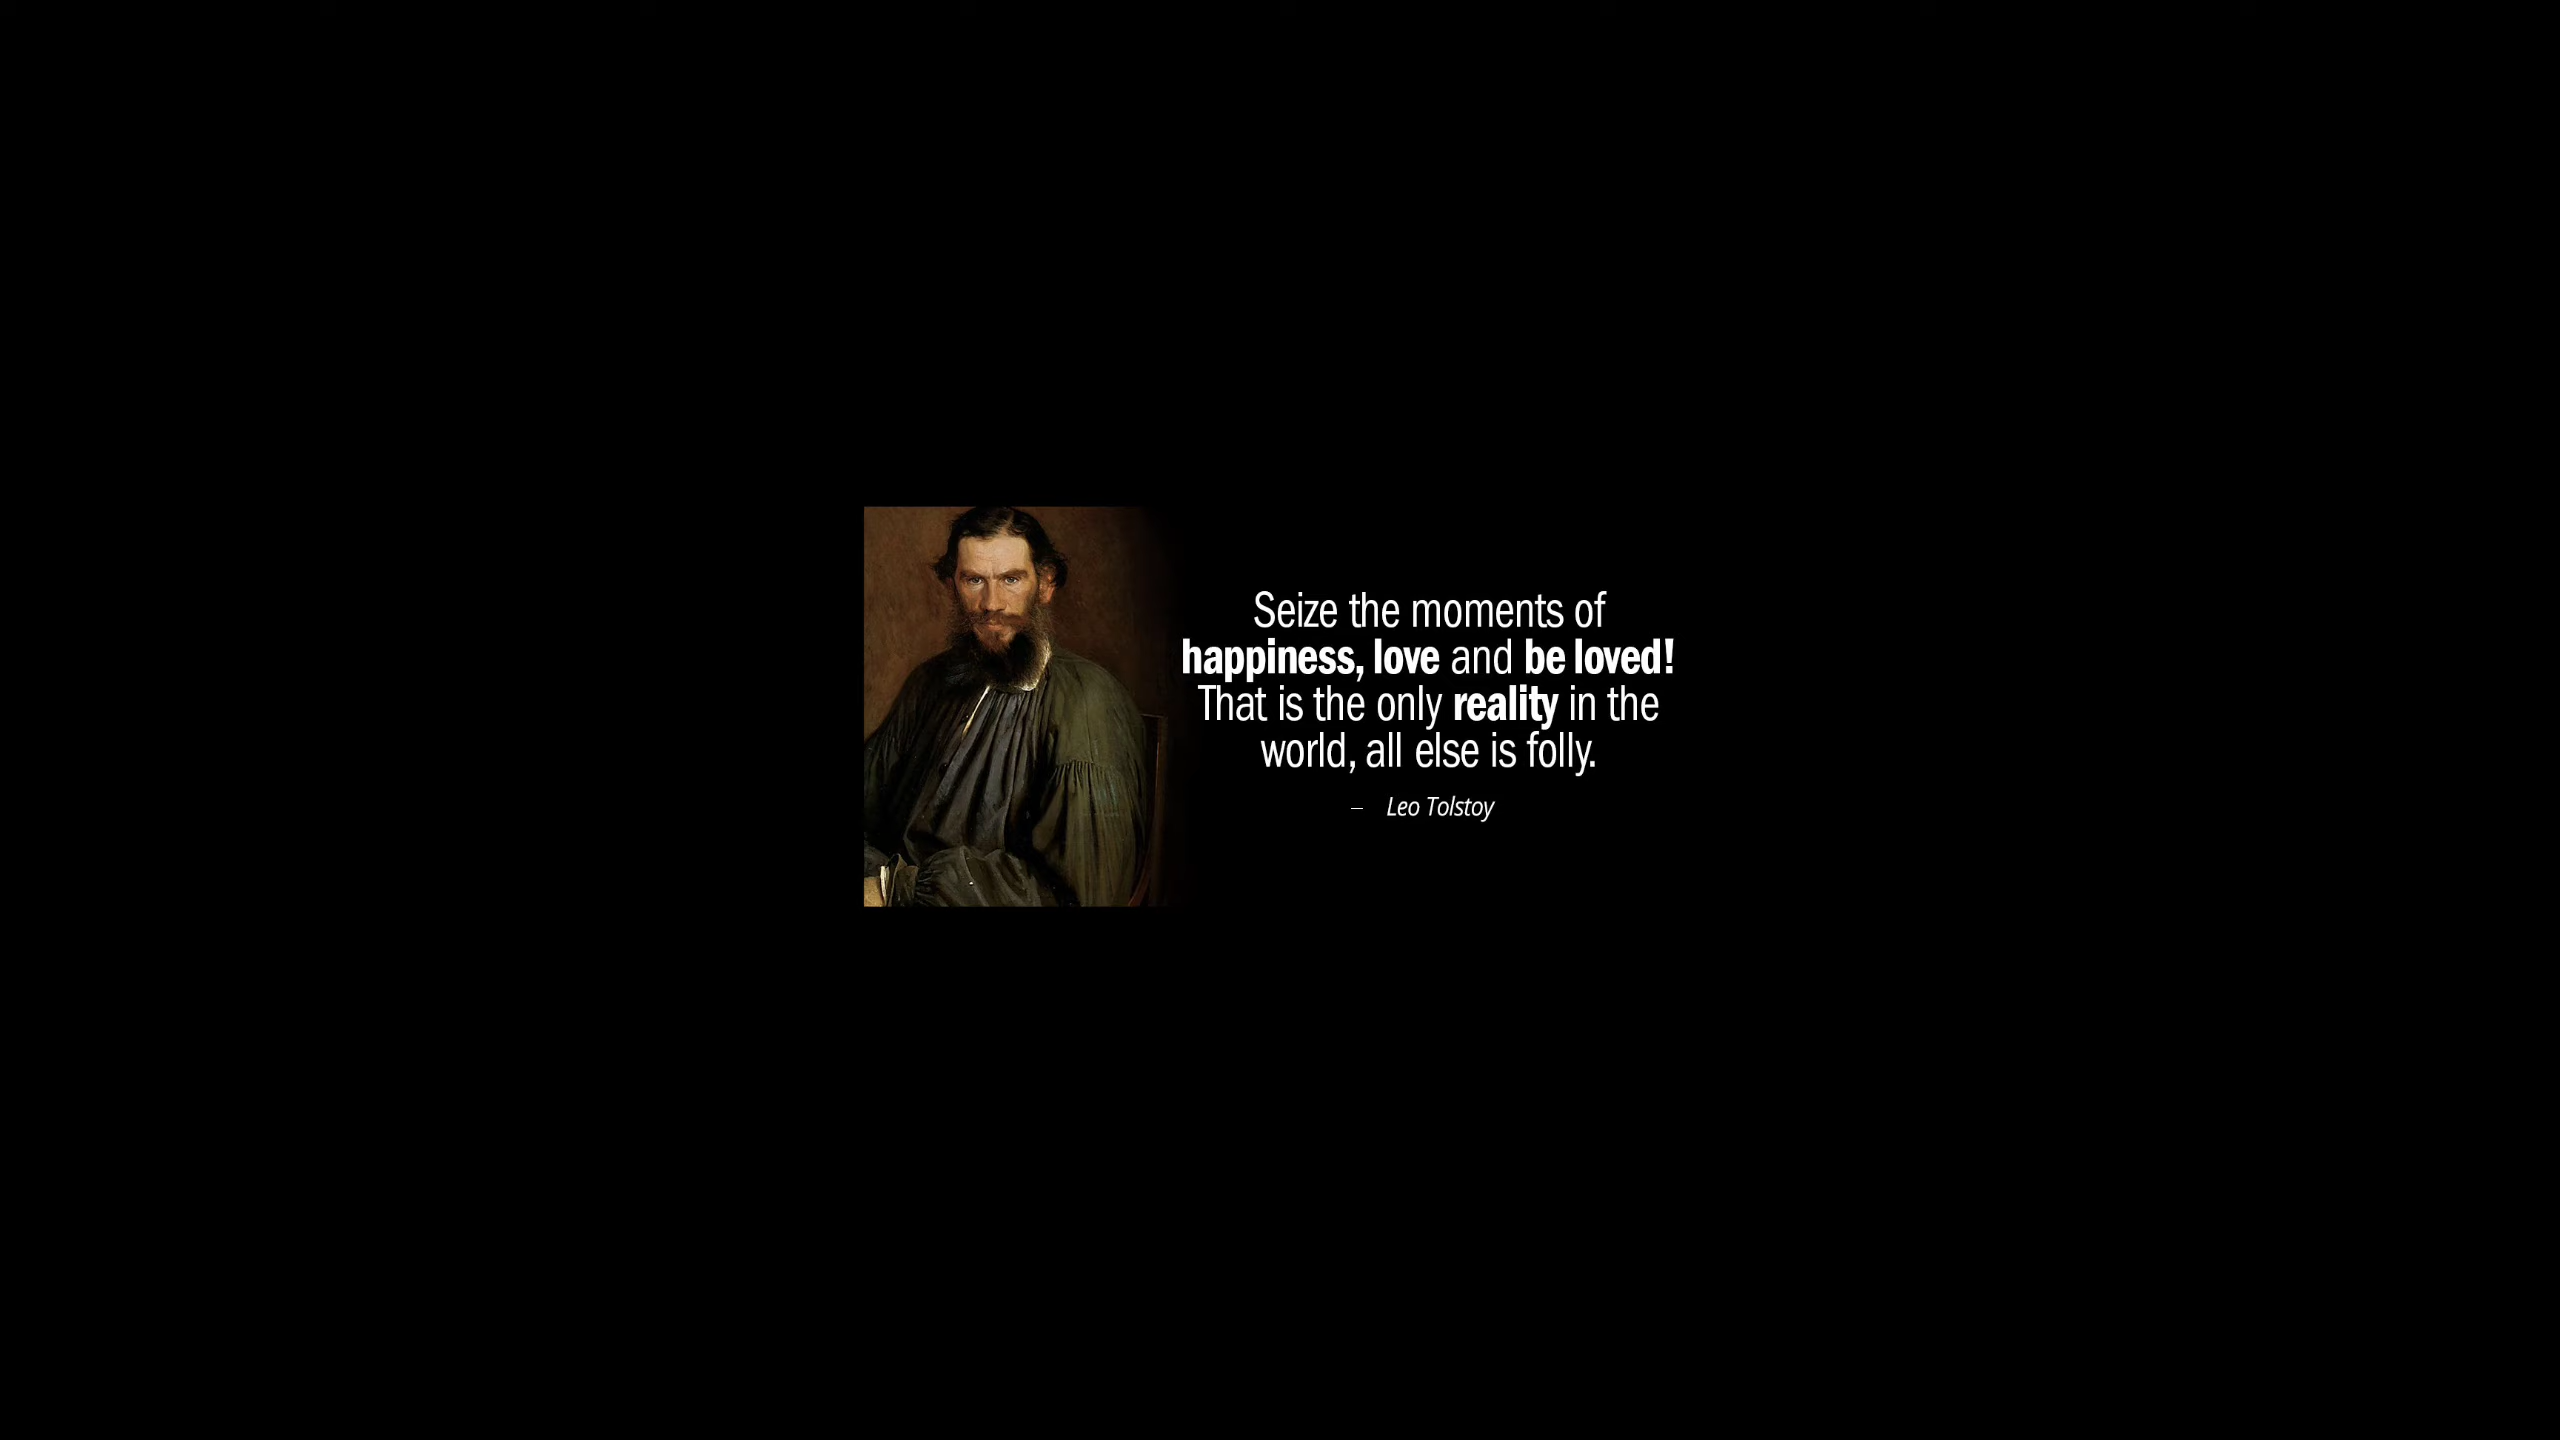 Seize the moments of
happiness, love and be loved!
That is the only reality in the
world, all else is folly.
– Leo Tolstoy